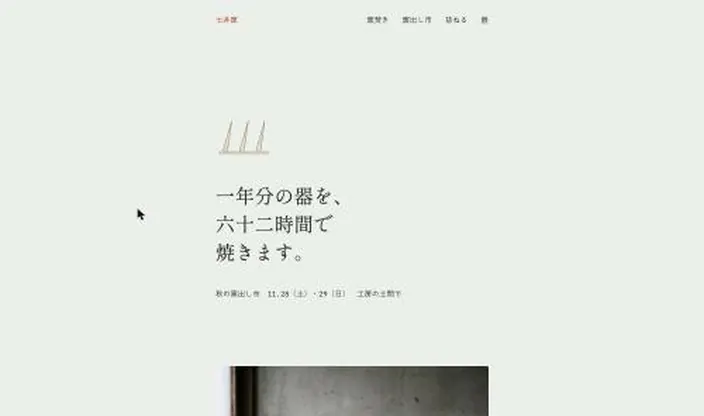 窯焚き 窯出し市 訪ねる
一年分の器を、
六十二時間で
焼きます。
秋の窯出し市 11.28（土）・29（日） 工房の土間で